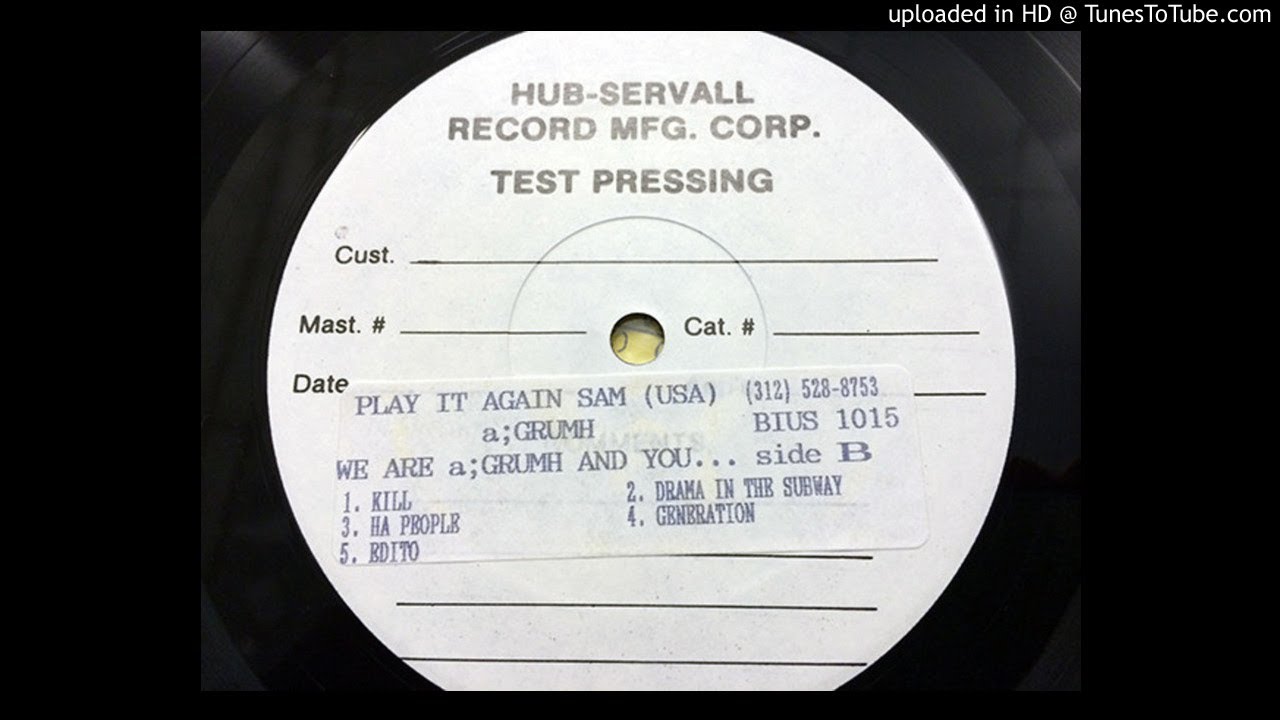 uploaded in HD @ TunesToTube.com
HUB-SERVALL
RECORD MFG. CORP.
TEST PRESSING
Cust.
Mast. # Cat. #
Date
PLAY IT AGAIN SAM (USA) (312) 528-8753
a;GRUMH BIUS 1015
WE ARE a;GRUMH AND YOU... side B
1. KILL 2. DRAMA IN THE SUBWAY
3. HA PEOPLE 4. GENERATION
5. EDITO